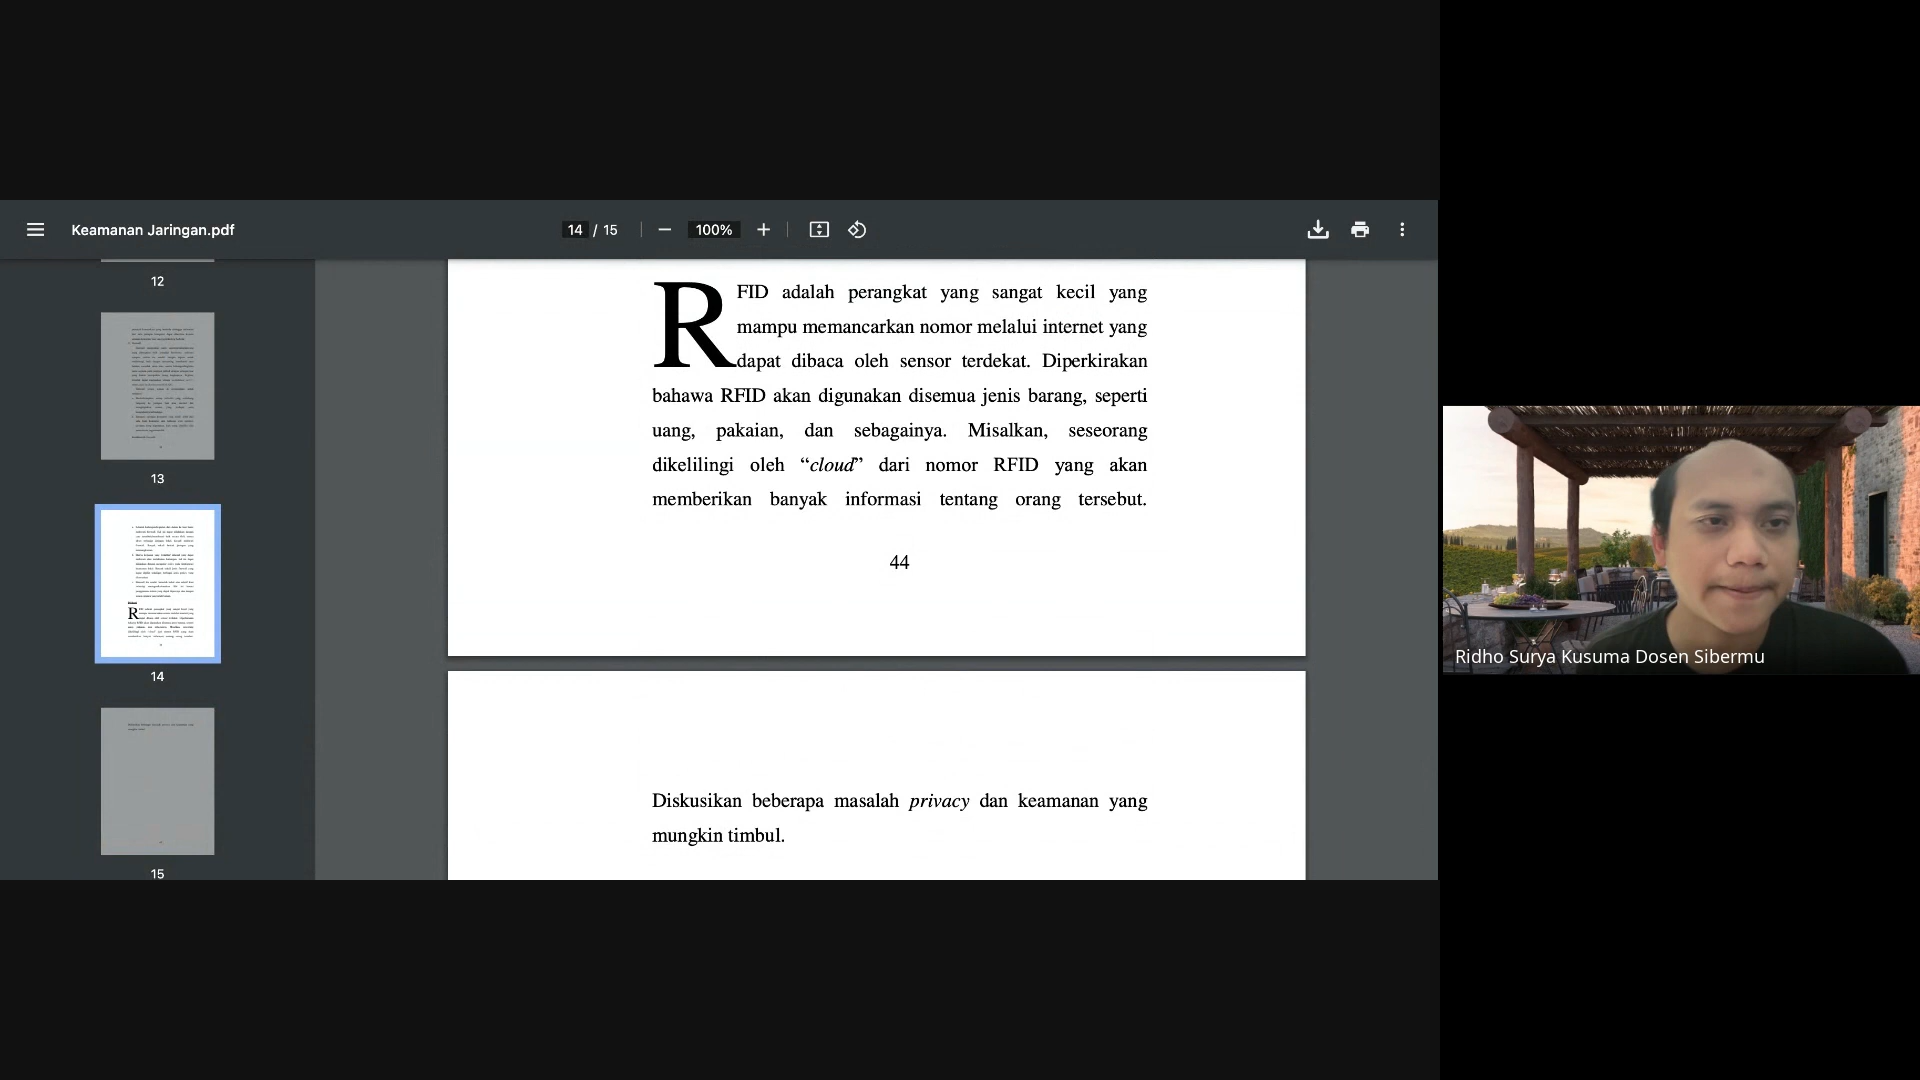 Keamanan Jaringan.pdf
14 / 15
100%
12
13
14
15
RFID adalah perangkat yang sangat kecil yang
mampu memancarkan nomor melalui internet yang
dapat dibaca oleh sensor terdekat. Diperkirakan
bahawa RFID akan digunakan disemua jenis barang, seperti
uang, pakaian, dan sebagainya. Misalkan, seseorang
dikelilingi oleh “cloud” dari nomor RFID yang akan
memberikan banyak informasi tentang orang tersebut.
44
Diskusikan beberapa masalah privacy dan keamanan yang
mungkin timbul.
Ridho Surya Kusuma Dosen Sibermu